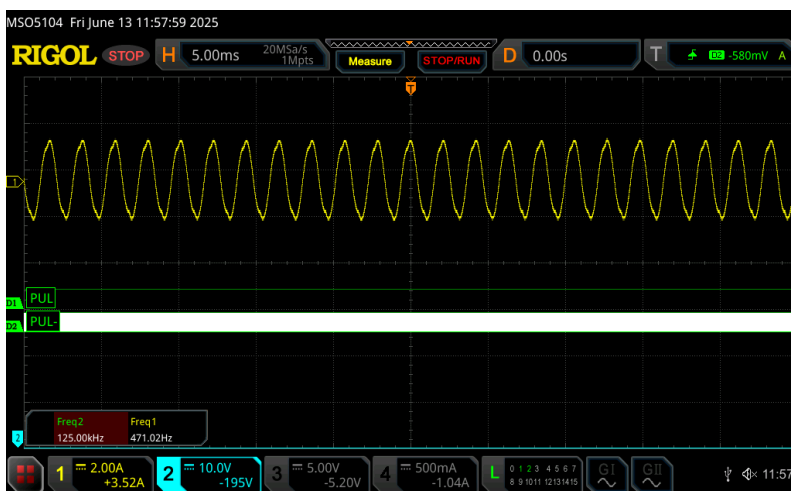 MSO5104 Fri June 13 11:57:59 2025
RIGOL STOP H 5.00ms 20MSa/s 1Mpts Measure STOP/RUN D 0.00s T D2 -580mV A
T
1
D1 PUL
D2 PUL-
Freq2 Freq1
125.00kHz 471.02Hz
2
1 2.00A +3.52A 2 10.0V -195V 3 5.00V -5.20V 4 500mA -1.04A L 0 1 2 3 4 5 6 7 8 9 10 11 12 13 14 15 GI GII 11:57